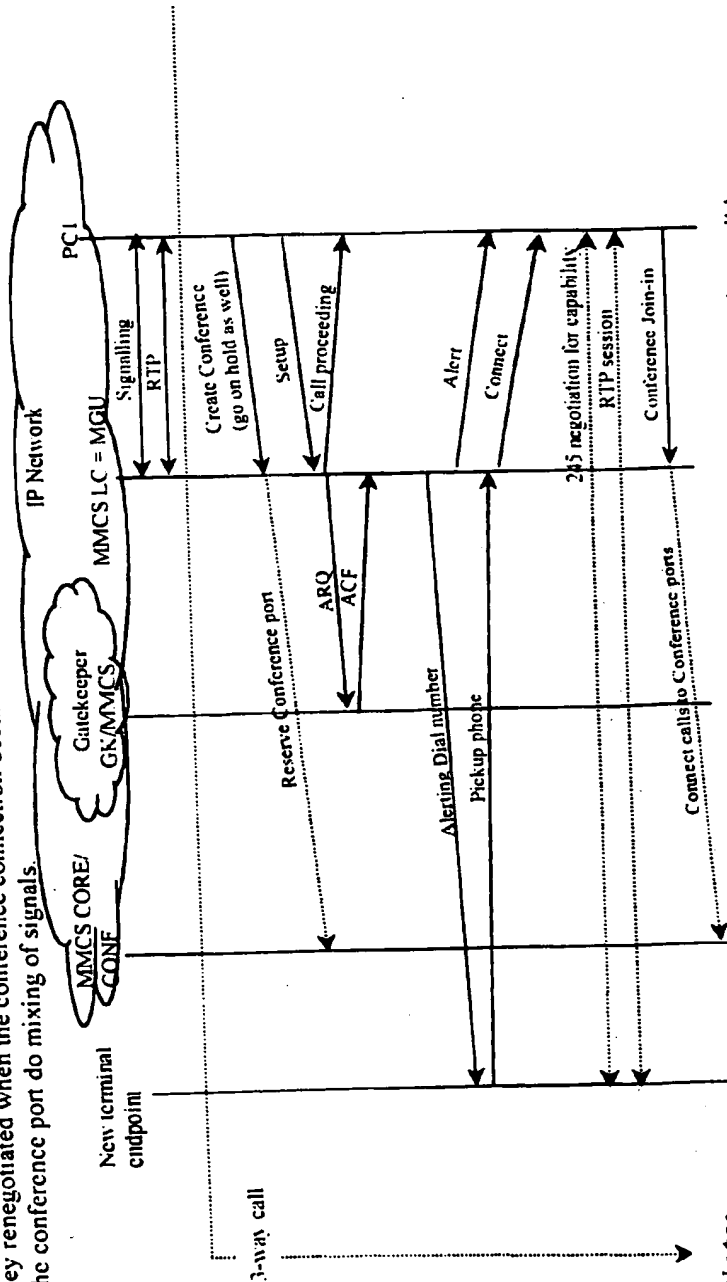 ey renegotiated when the conference connection
he conference port do mixing of signals.
IP Network
Gatekeeper
GK/MMCS
MMCS CORE/
CONF
MMCS LC = MGU
PC1
New terminal
endpoint
Signalling
RTP
3-way call
Create Conference
(go on hold as well)
Reserve Conference port
Setup
Call proceeding
ARQ
ACF
Alerting Dial number
Alert
Pickup phone
Connect
245 negotiation for capability
RTP session
Conference Join-in
Connect calls to Conference ports